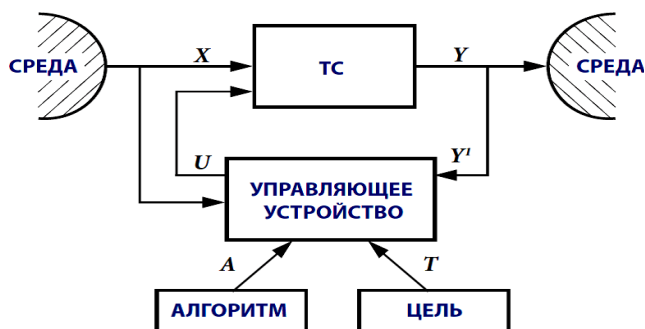 СРЕДА
X
ТС
Y
СРЕДА
U
УПРАВЛЯЮЩЕЕ
УСТРОЙСТВО
Y¹
A
T
АЛГОРИТМ
ЦЕЛЬ